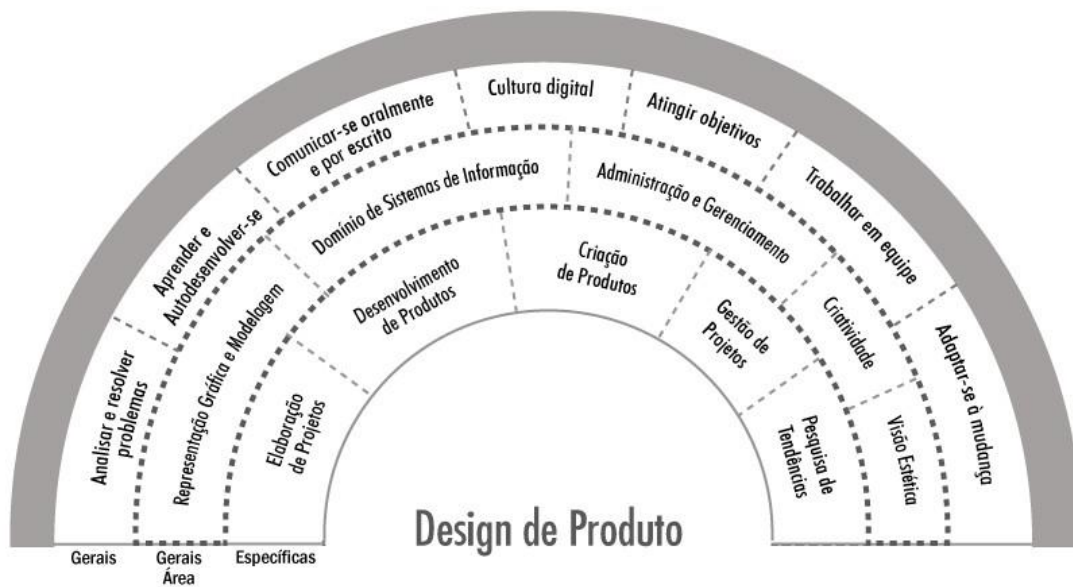 Analisar e resolver
problemas
Aprender e
Autodesenvolver-se
Comunicar-se oralmente
e por escrito
Cultura digital
Atingir objetivos
Trabalhar em equipe
Adaptar-se à mudança
Representação Gráfica e Modelagem
Domínio de Sistemas de Informação
Administração e Gerenciamento
Criatividade
Visão Estética
Elaboração
de Projetos
Desenvolvimento
de Produtos
Criação
de Produtos
Gestão de
Projetos
Pesquisa de
Tendências
Design de Produto
Gerais
Gerais
Área
Específicas